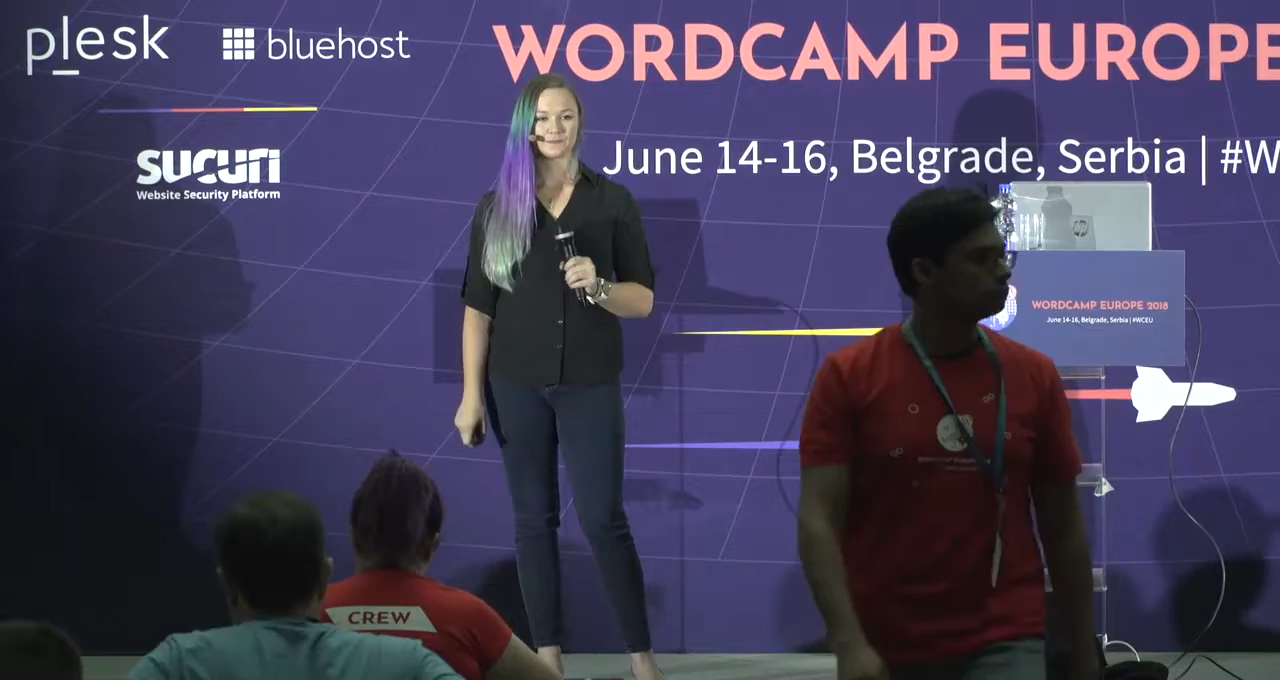 plesk
bluehost
WORDCAMP EUROPE
SUCURI
Website Security Platform
June 14-16, Belgrade, Serbia | #W
hp
WORDCAMP EUROPE 2018
June 14-16, Belgrade, Serbia | #WCEU
CREW